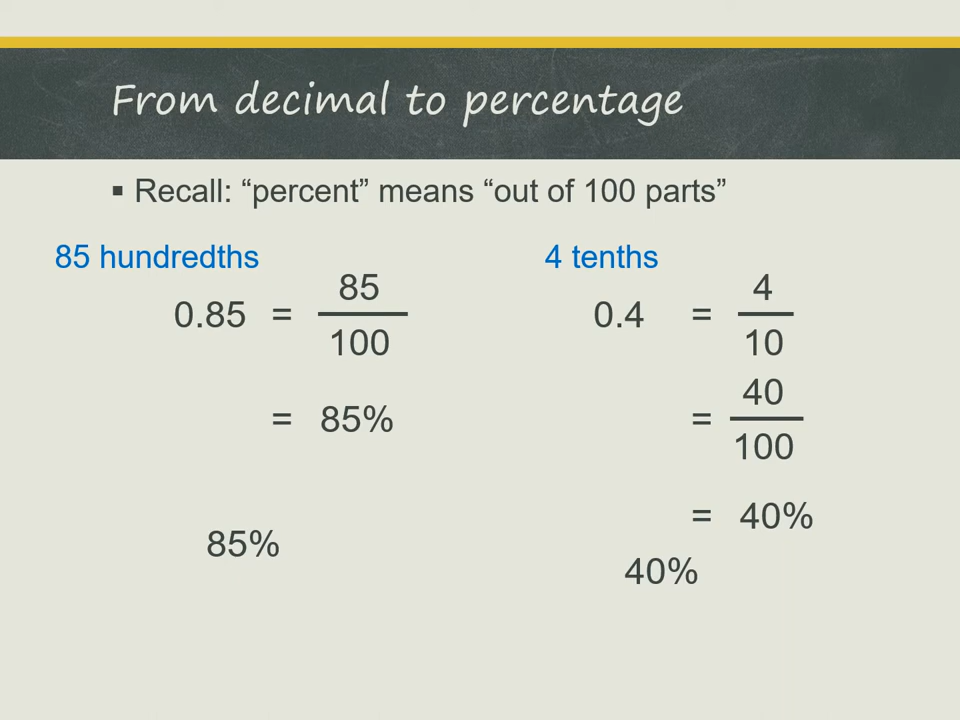 From decimal to percentage
▪ Recall: “percent” means “out of 100 parts”
85 hundredths
0.85 = 85/100
= 85%
85%
4 tenths
0.4 = 4/10
= 40/100
= 40%
40%